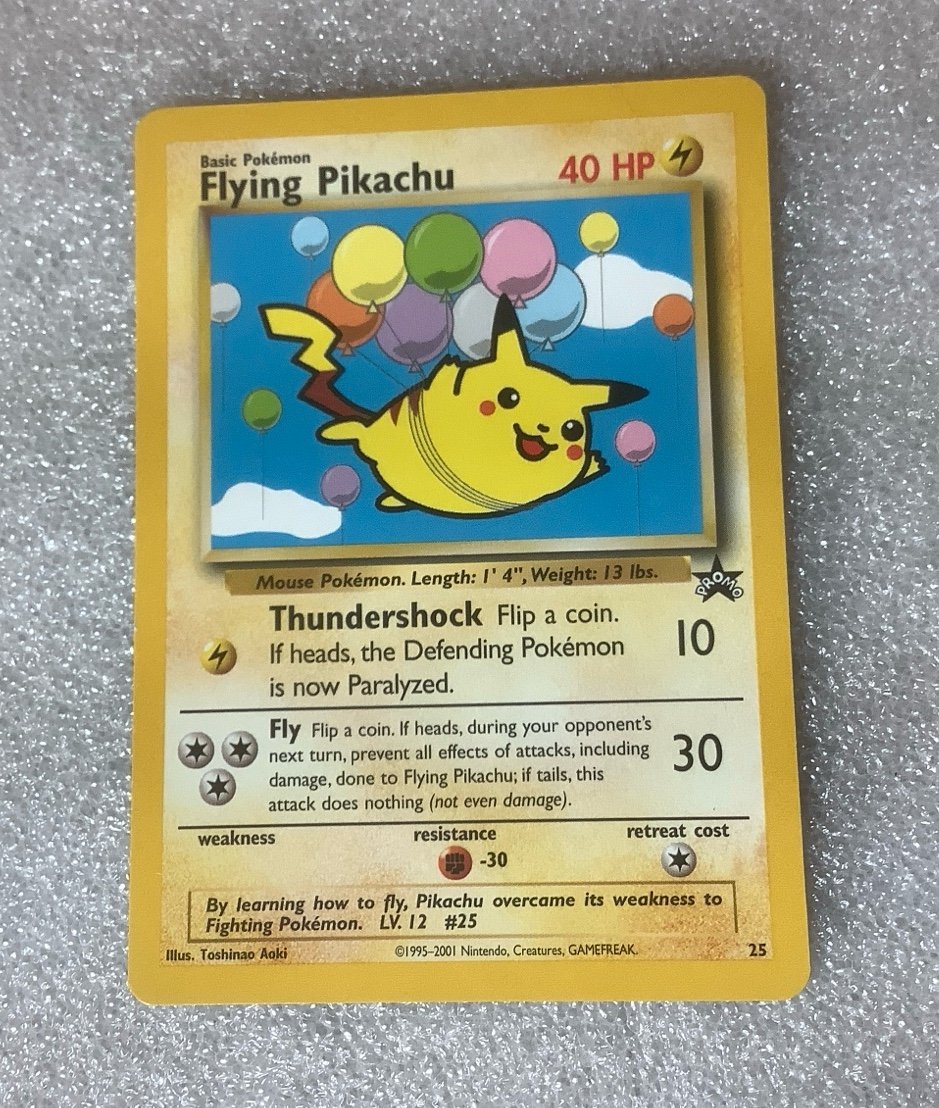 Basic Pokémon
Flying Pikachu
40 HP
Mouse Pokémon. Length: 1' 4", Weight: 13 lbs.
PROMO
Thundershock Flip a coin.
If heads, the Defending Pokémon
is now Paralyzed.
10
Fly Flip a coin. If heads, during your opponent's
next turn, prevent all effects of attacks, including
damage, done to Flying Pikachu; if tails, this
attack does nothing (not even damage).
30
weakness
resistance
retreat cost
-30
By learning how to fly, Pikachu overcame its weakness to
Fighting Pokémon. LV. 12 #25
Illus. Toshinao Aoki
©1995–2001 Nintendo, Creatures, GAMEFREAK.
25